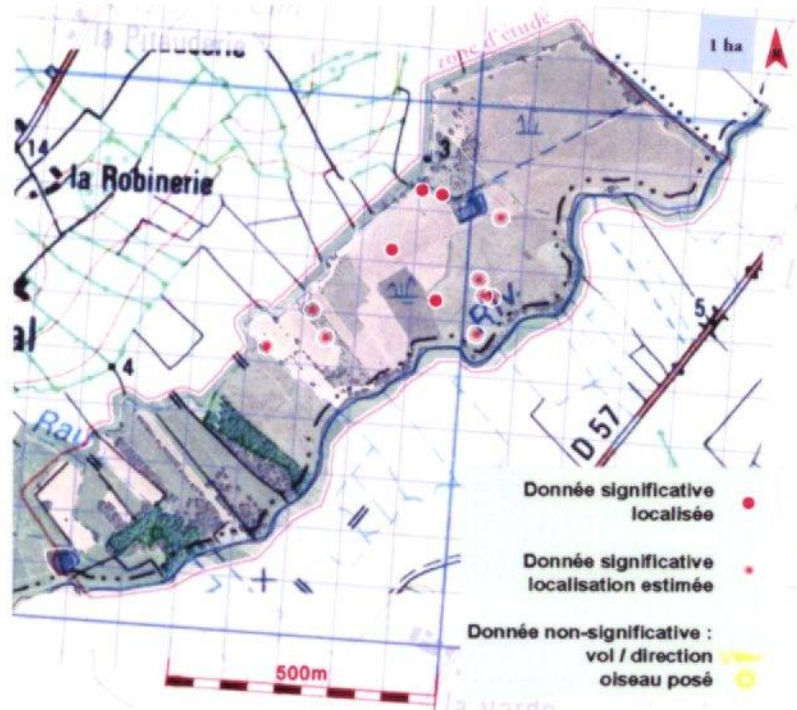 la Pitauderie
zone d'étude
1 ha
14
3
la Robinerie
Riv.
5
al
4
Rau
D 57
Donnée significative
localisée
Donnée significative
localisation estimée
Donnée non-significative :
vol / direction
oiseau posé
500m
la varde